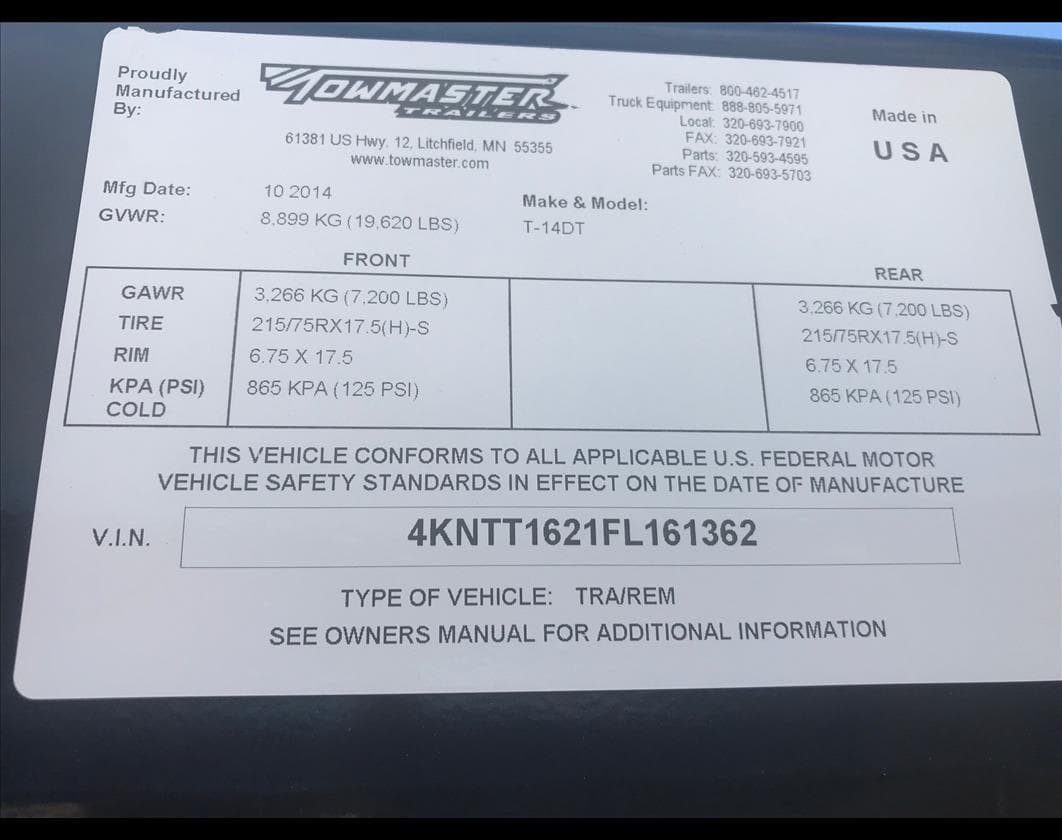 Proudly
Manufactured
By:
TOWMASTER
TRAILERS
61381 US Hwy. 12, Litchfield, MN 55355
www.towmaster.com
Trailers: 800-462-4517
Truck Equipment: 888-805-5971
Local: 320-693-7900
FAX: 320-693-7921
Parts: 320-593-4595
Parts FAX: 320-693-5703
Made in
USA
Mfg Date: 10 2014
GVWR: 8,899 KG (19,620 LBS)
Make & Model:
T-14DT
FRONT REAR
GAWR 3,266 KG (7,200 LBS) 3,266 KG (7,200 LBS)
TIRE 215/75RX17.5(H)-S 215/75RX17.5(H)-S
RIM 6.75 X 17.5 6.75 X 17.5
KPA (PSI) 865 KPA (125 PSI) 865 KPA (125 PSI)
COLD
THIS VEHICLE CONFORMS TO ALL APPLICABLE U.S. FEDERAL MOTOR
VEHICLE SAFETY STANDARDS IN EFFECT ON THE DATE OF MANUFACTURE
V.I.N. 4KNTT1621FL161362
TYPE OF VEHICLE: TRA/REM
SEE OWNERS MANUAL FOR ADDITIONAL INFORMATION